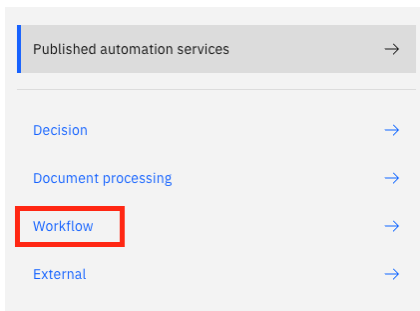 Published automation services
Decision
Document processing
Workflow
External